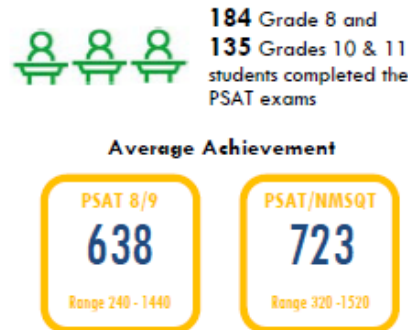 184 Grade 8 and
135 Grades 10 & 11
students completed the
PSAT exams
Average Achievement
PSAT 8/9
638
Range 240 - 1440
PSAT/NMSQT
723
Range 320 -1520